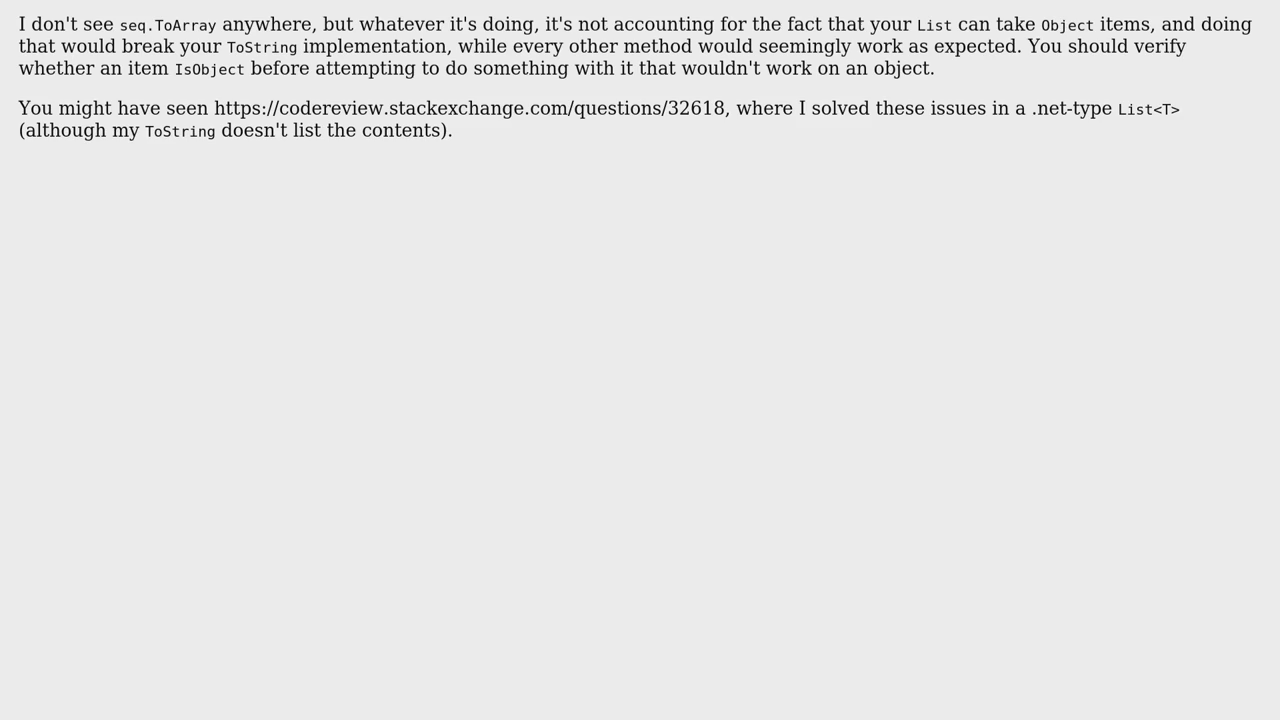 I don't see seq.ToArray anywhere, but whatever it's doing, it's not accounting for the fact that your List can take Object items, and doing
that would break your ToString implementation, while every other method would seemingly work as expected. You should verify
whether an item IsObject before attempting to do something with it that wouldn't work on an object.
You might have seen https://codereview.stackexchange.com/questions/32618, where I solved these issues in a .net-type List<T>
(although my ToString doesn't list the contents).